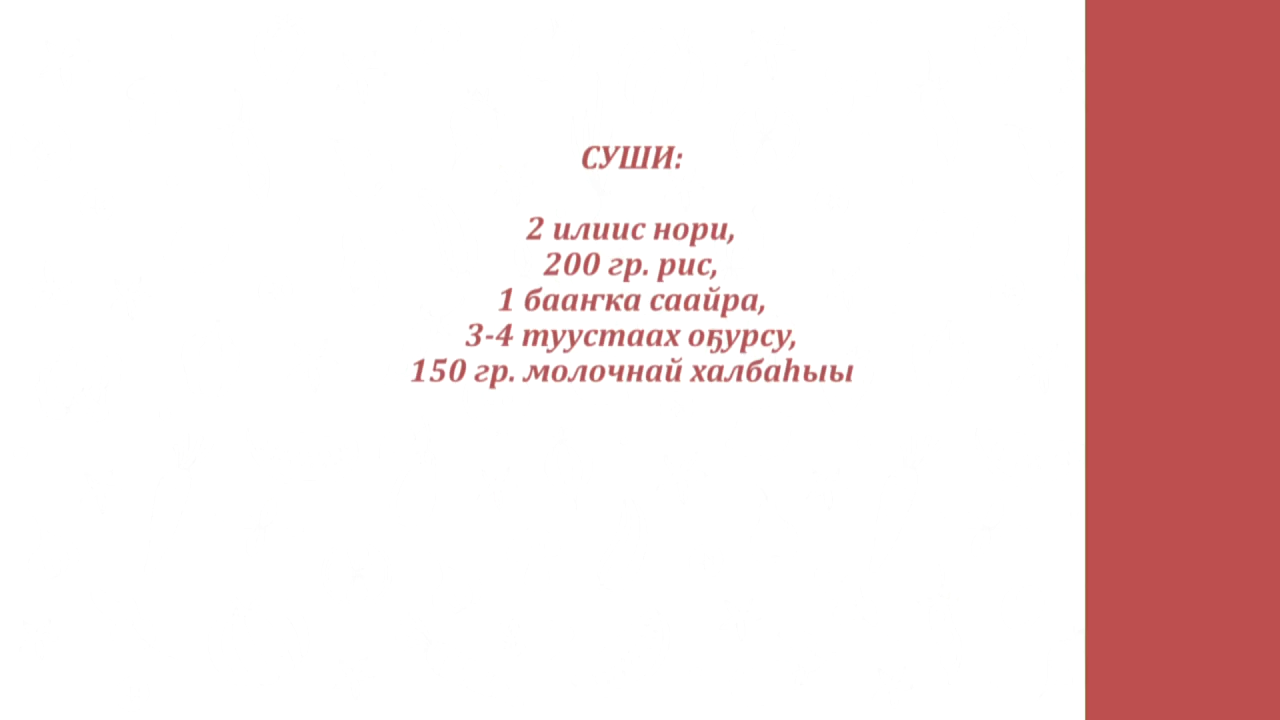 СУШИ:
2 илиис нори,
200 гр. рис,
1 бааҥка саайра,
3-4 туустаах оҕурсу,
150 гр. молочнай халбаһыы